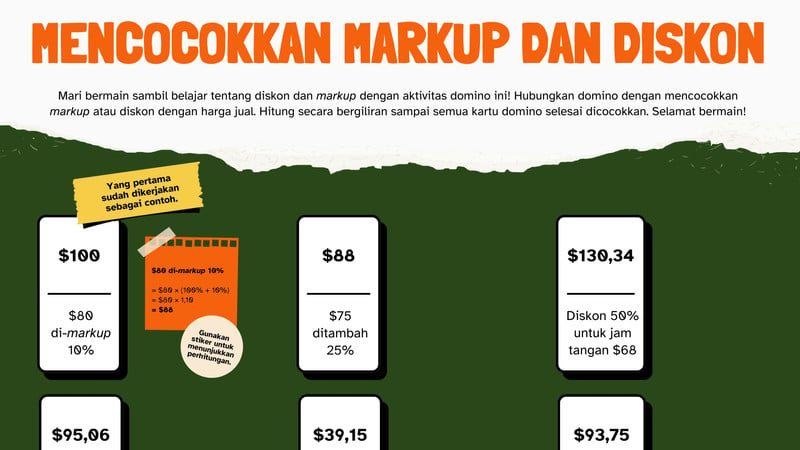 MENCOCOKKAN MARKUP DAN DISKON
Mari bermain sambil belajar tentang diskon dan markup dengan aktivitas domino ini! Hubungkan domino dengan mencocokkan
markup atau diskon dengan harga jual. Hitung secara bergiliran sampai semua kartu domino selesai dicocokkan. Selamat bermain!
Yang pertama
sudah dikerjakan
sebagai contoh.
$100
$80
di-markup
10%
$80 di-markup 10%
= $80 × (100% + 10%)
= $80 × 1,10
= $88
Gunakan
stiker untuk
menunjukkan
perhitungan.
$88
$75
ditambah
25%
$130,34
Diskon 50%
untuk jam
tangan $68
$95,06
$39,15
$93,75